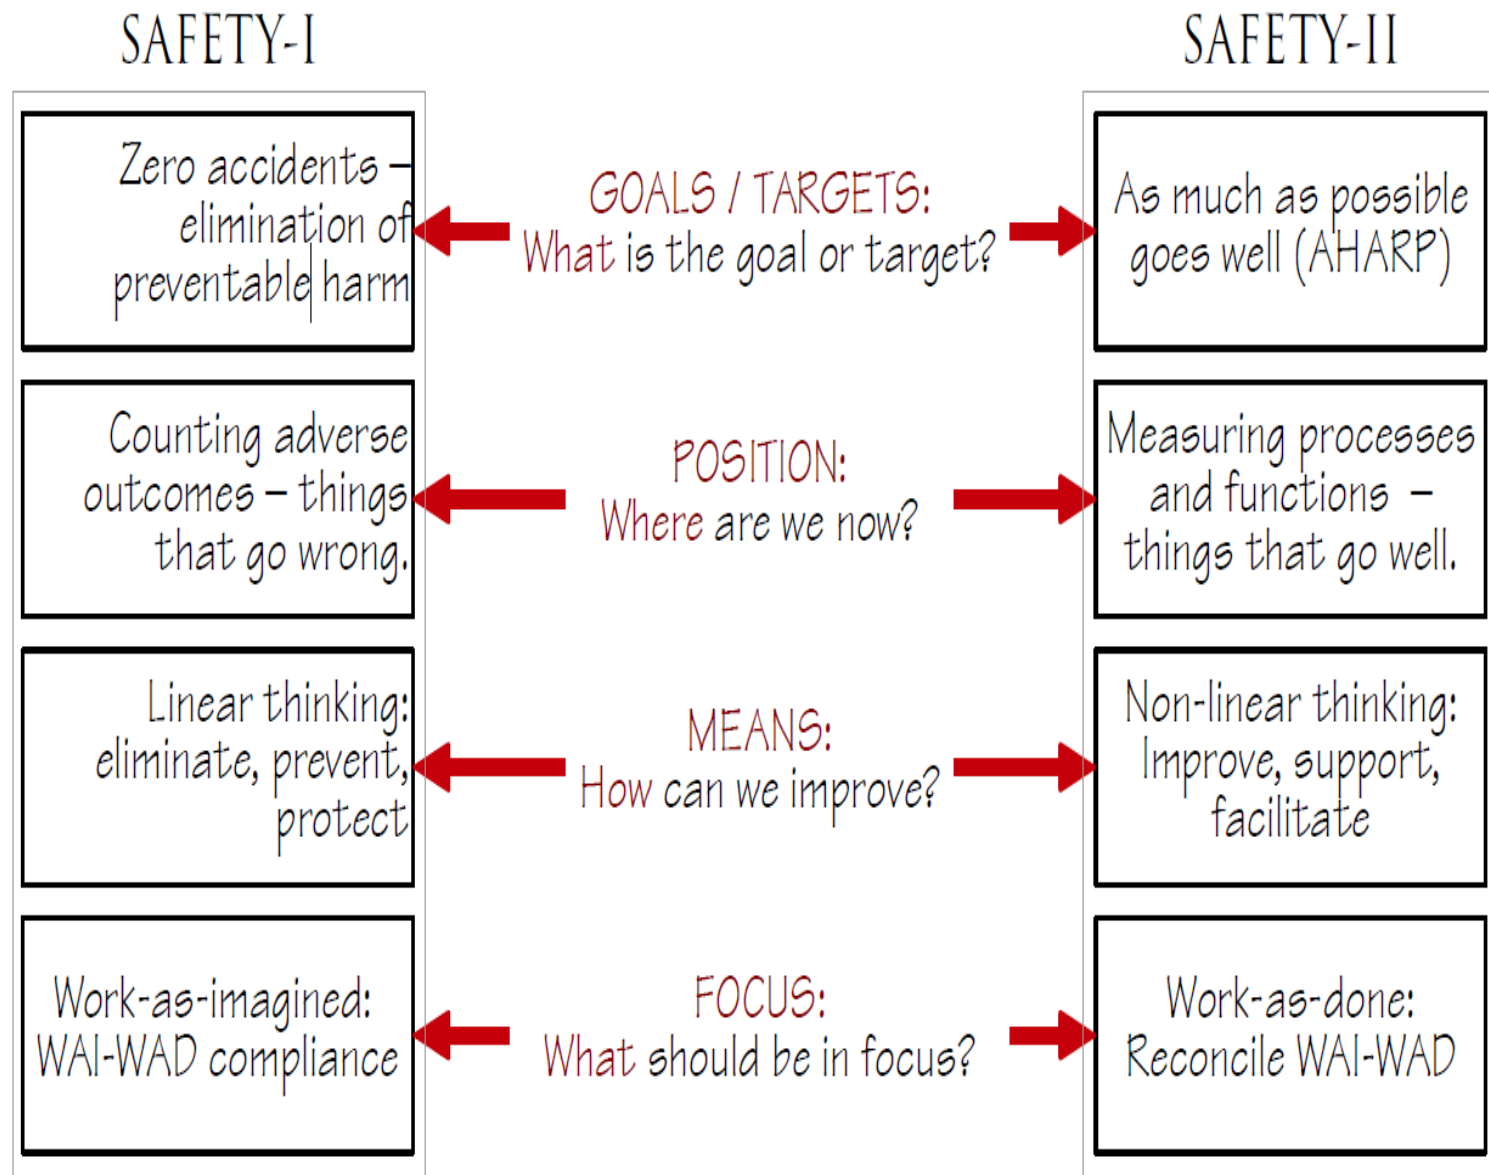 SAFETY-I
SAFETY-II
Zero accidents –
elimination of
preventable harm
GOALS / TARGETS:
What is the goal or target?
As much as possible
goes well (AHARP)
Counting adverse
outcomes – things
that go wrong.
POSITION:
Where are we now?
Measuring processes
and functions –
things that go well.
Linear thinking:
eliminate, prevent,
protect
MEANS:
How can we improve?
Non-linear thinking:
Improve, support,
facilitate
Work-as-imagined:
WAI-WAD compliance
FOCUS:
What should be in focus?
Work-as-done:
Reconcile WAI-WAD